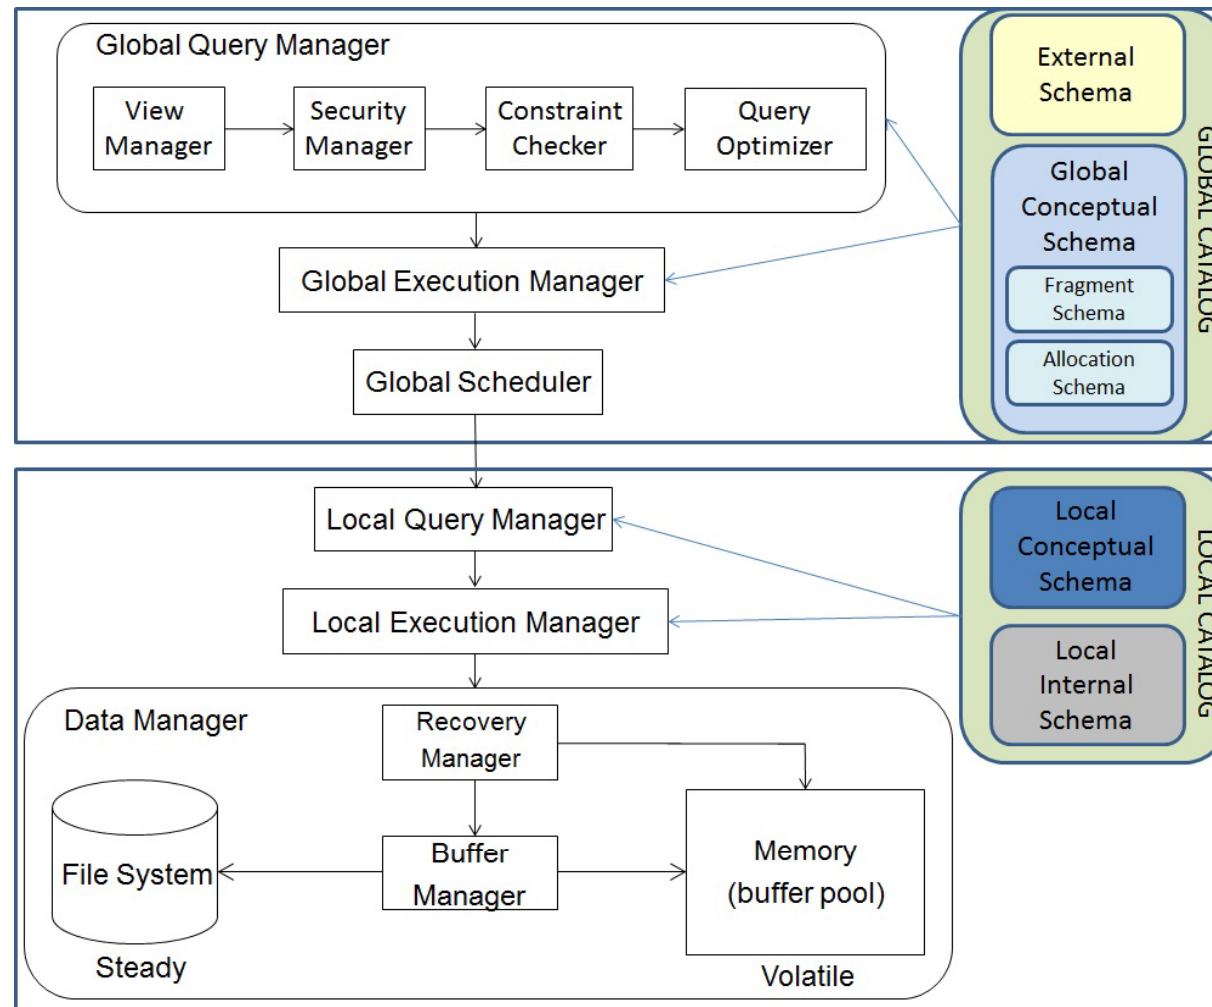 Global Query Manager
View
Manager
Security
Manager
Constraint
Checker
Query
Optimizer
Global Execution Manager
Global Scheduler
External
Schema
Global
Conceptual
Schema
Fragment
Schema
Allocation
Schema
GLOBAL CATALOG
Local Query Manager
Local Execution Manager
Local
Conceptual
Schema
Local
Internal
Schema
LOCAL CATALOG
Data Manager
Recovery
Manager
File System
Buffer
Manager
Memory
(buffer pool)
Steady
Volatile